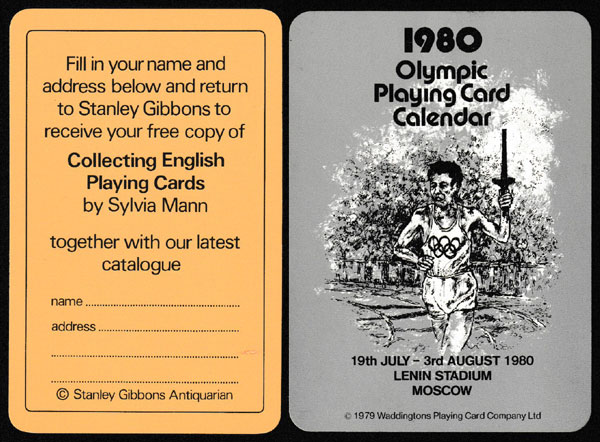 Fill in your name and
address below and return
to Stanley Gibbons to
receive your free copy of
Collecting English
Playing Cards
by Sylvia Mann
together with our latest
catalogue
name
address
© Stanley Gibbons Antiquarian
1980
Olympic
Playing Card
Calendar
19th JULY – 3rd AUGUST 1980
LENIN STADIUM
MOSCOW
© 1979 Waddingtons Playing Card Company Ltd